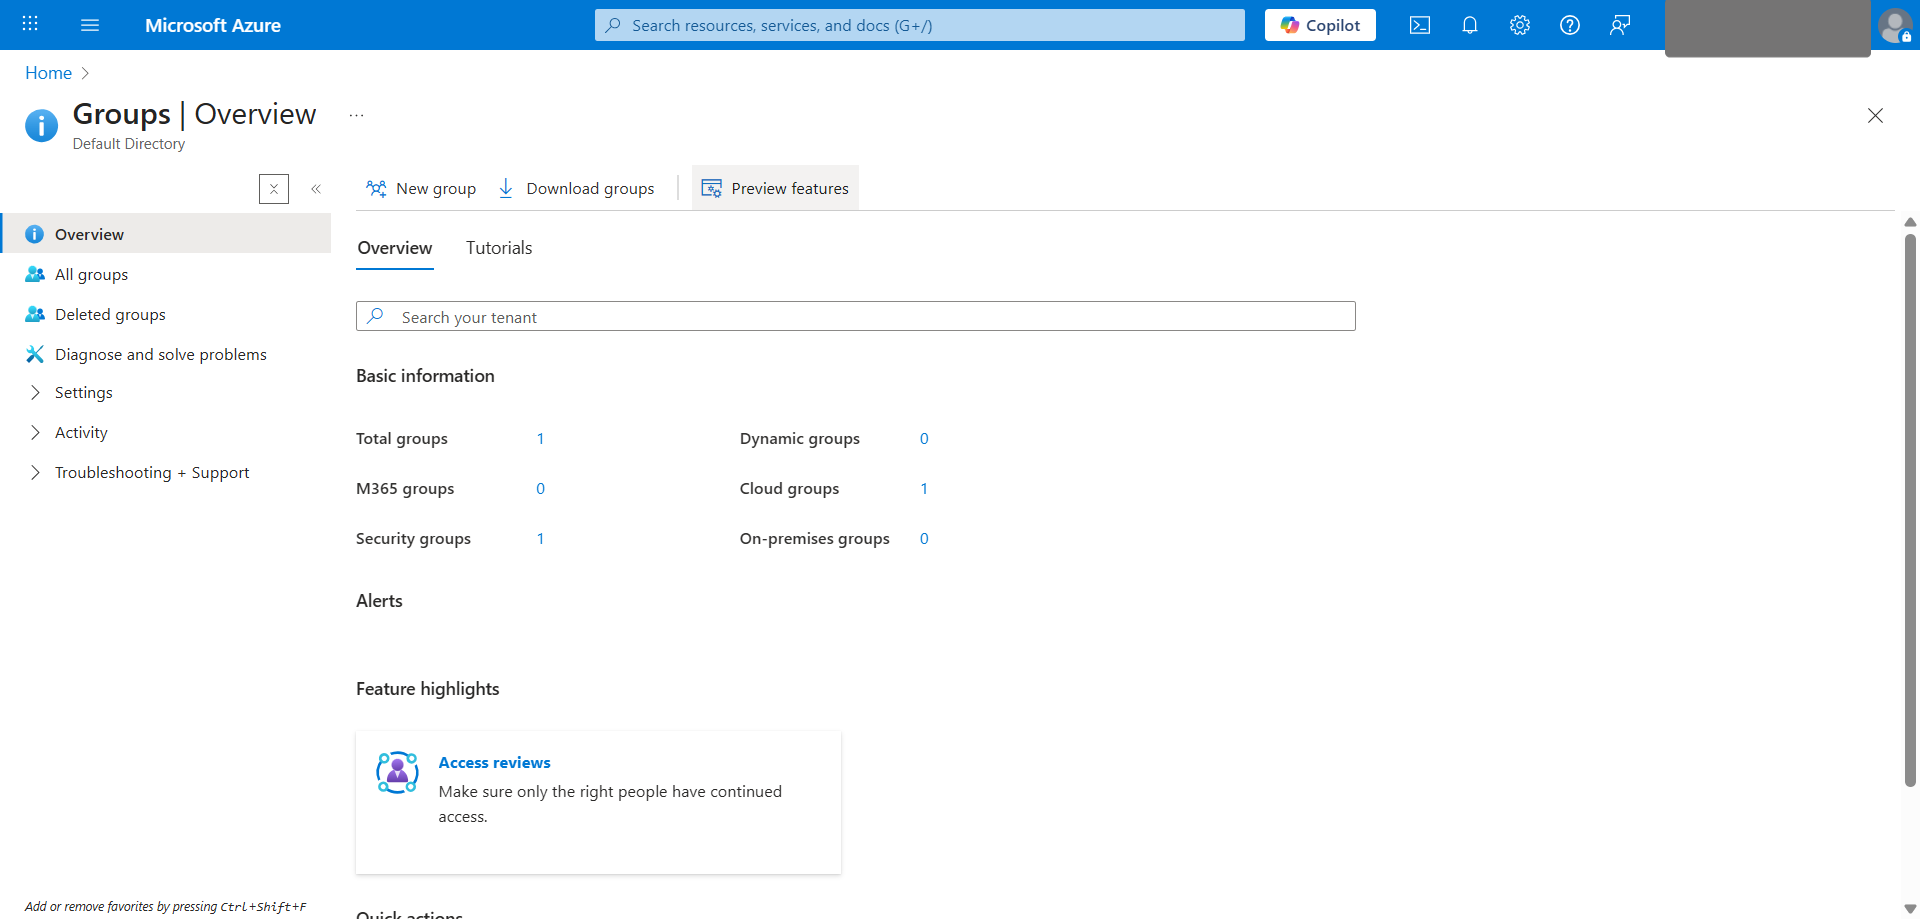 Microsoft Azure
Search resources, services, and docs (G+/)
Copilot
Home
Groups | Overview
...
Default Directory
New group
Download groups
Preview features
Overview
All groups
Deleted groups
Diagnose and solve problems
Settings
Activity
Troubleshooting + Support
Add or remove favorites by pressing Ctrl+Shift+F
Overview
Tutorials
Search your tenant
Basic information
Total groups 1 Dynamic groups 0
M365 groups 0 Cloud groups 1
Security groups 1 On-premises groups 0
Alerts
Feature highlights
Access reviews
Make sure only the right people have continued
access.
Quick actions